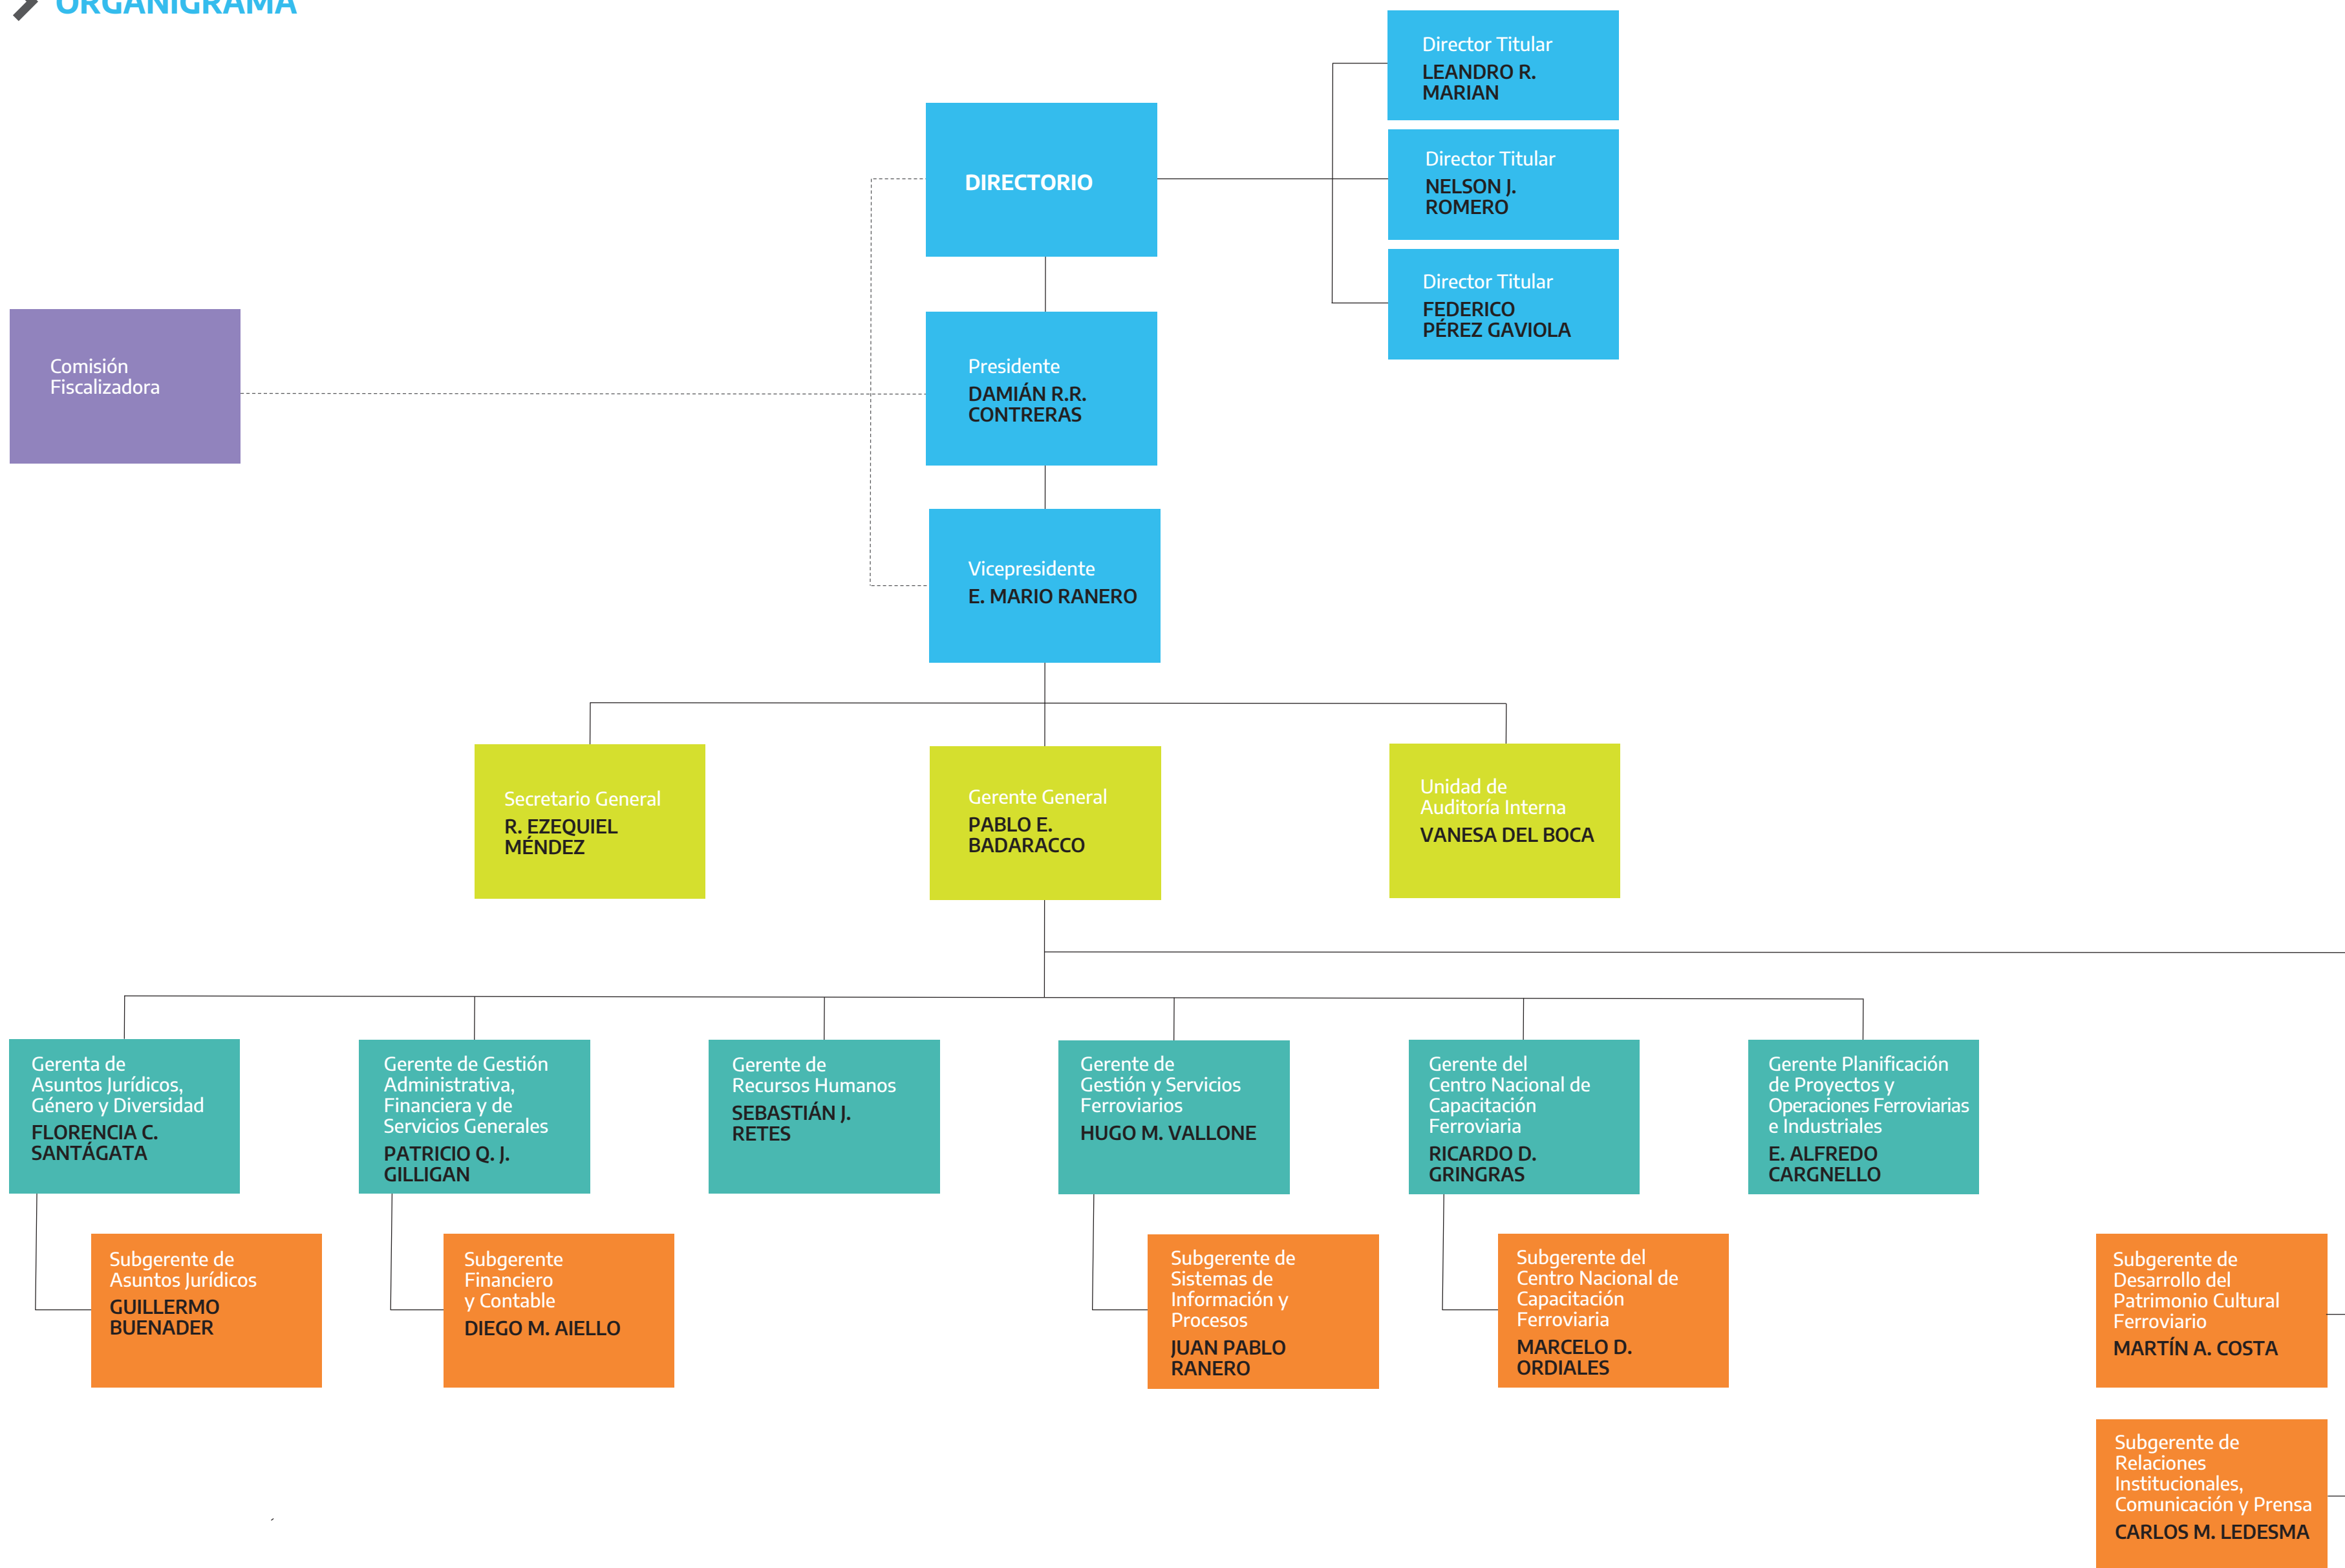 ORGANIGRAMA
Director Titular
LEANDRO R.
MARIAN
DIRECTORIO
Director Titular
NELSON J.
ROMERO
Director Titular
FEDERICO
PÉREZ GAVIOLA
Comisión
Fiscalizadora
Presidente
DAMIÁN R.R.
CONTRERAS
Vicepresidente
E. MARIO RANERO
Secretario General
R. EZEQUIEL
MÉNDEZ
Gerente General
PABLO E.
BADARACCO
Unidad de
Auditoría Interna
VANESA DEL BOCA
Gerenta de
Asuntos Jurídicos,
Género y Diversidad
FLORENCIA C.
SANTÁGATA
Gerente de Gestión
Administrativa,
Financiera y de
Servicios Generales
PATRICIO Q. J.
GILLIGAN
Gerente de
Recursos Humanos
SEBASTIÁN J.
RETES
Gerente de
Gestión y Servicios
Ferroviarios
HUGO M. VALLONE
Gerente del
Centro Nacional de
Capacitación
Ferroviaria
RICARDO D.
GRINGRAS
Gerente Planificación
de Proyectos y
Operaciones Ferroviarias
e Industriales
E. ALFREDO
CARGNELLO
Subgerente de
Asuntos Jurídicos
GUILLERMO
BUENADER
Subgerente
Financiero
y Contable
DIEGO M. AIELLO
Subgerente de
Sistemas de
Información y
Procesos
JUAN PABLO
RANERO
Subgerente del
Centro Nacional de
Capacitación
Ferroviaria
MARCELO D.
ORDIALES
Subgerente de
Desarrollo del
Patrimonio Cultural
Ferroviario
MARTÍN A. COSTA
Subgerente de
Relaciones
Institucionales,
Comunicación y Prensa
CARLOS M. LEDESMA